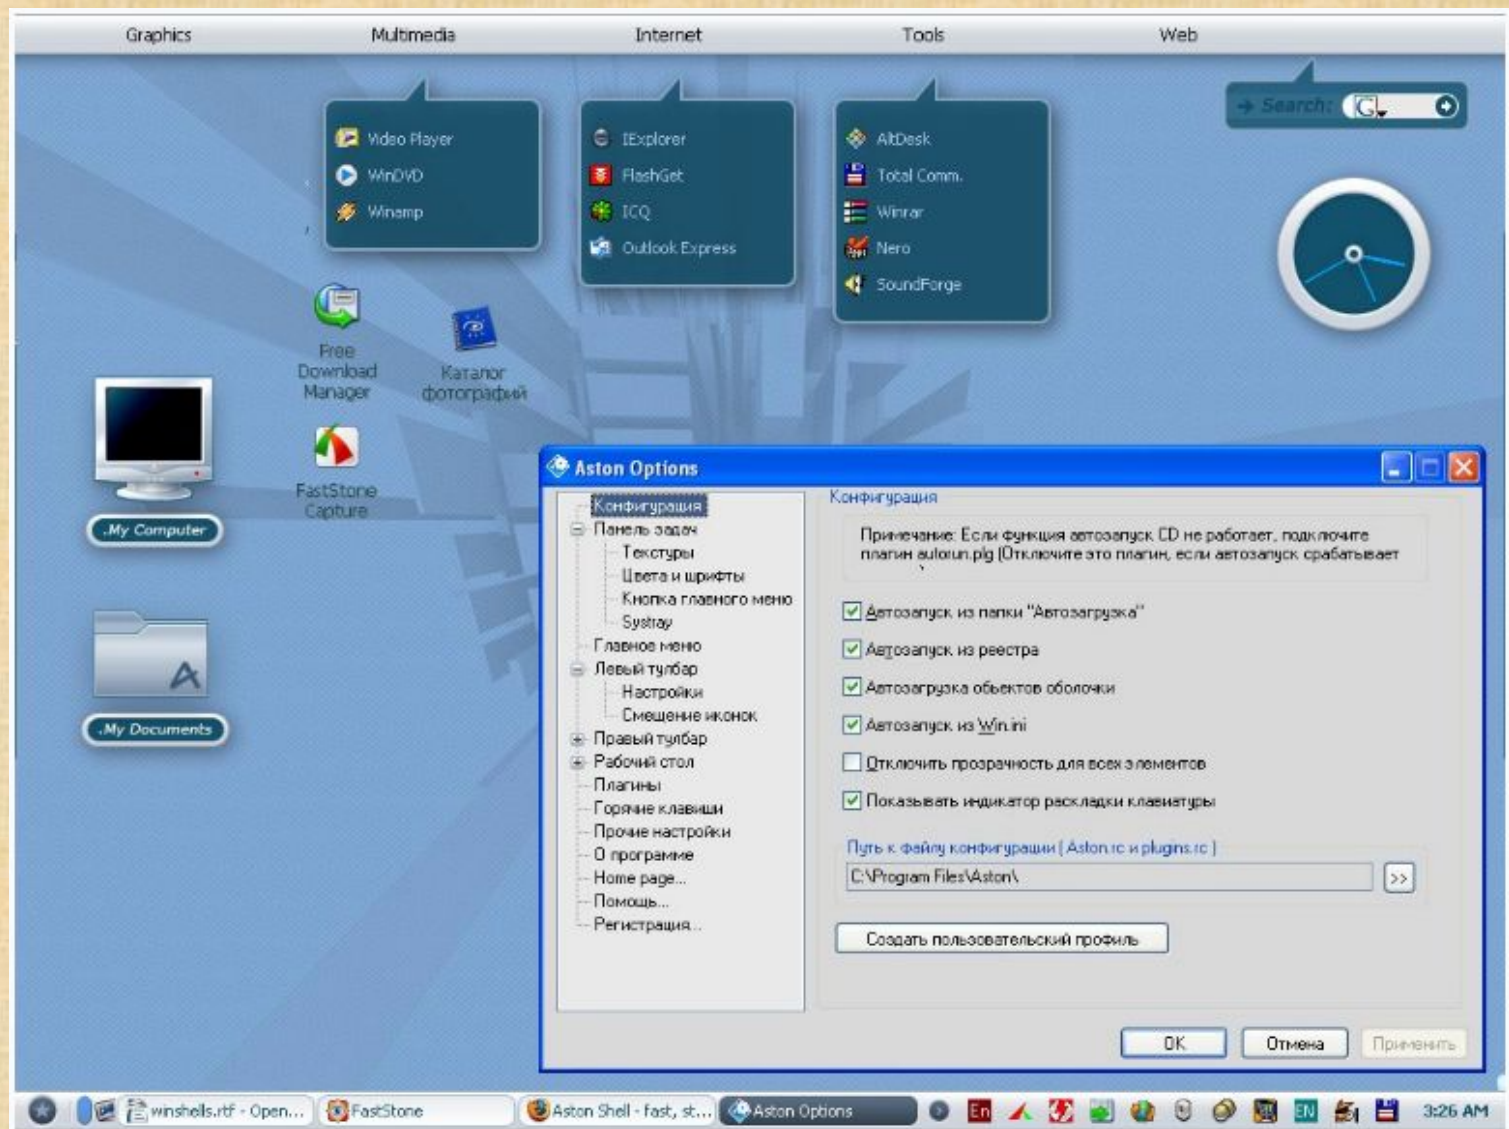 Graphics
Multimedia
Internet
Tools
Web
Video Player
WinDVD
Winamp
IExplorer
FlashGet
ICQ
Outlook Express
AltDesk
Total Comm.
Winrar
Nero
SoundForge
Search:
Free
Download
Manager
Каталог
фотографий
FastStone
Capture
.My Computer
.My Documents
Aston Options
Конфигурация
Панель задач
Текстуры
Цвета и шрифты
Кнопка главного меню
Systray
Главное меню
Левый тулбар
Настройки
Смещение иконок
Правый тулбар
Рабочий стол
Плагины
Горячие клавиши
Прочие настройки
О программе
Home page...
Помощь...
Регистрация...
Конфигурация
Примечание: Если функция автозапуск CD не работает, подключите
плагин autorun.plg (Отключите это плагин, если автозапуск срабатывает
Автозапуск из папки "Автозагрузка"
Автозапуск из реестра
Автозагрузка обьектов оболочки
Автозапуск из Win.ini
Отключить прозрачность для всех элементов
Показывать индикатор раскладки клавиатуры
Путь к файлу конфигурации ( Aston.rc и plugins.rc )
C:\Program Files\Aston\
>>
Создать пользовательский профиль
OK
Отмена
Применить
winshells.rtf - Open...
FastStone
Aston Shell - fast, st...
Aston Options
En
EN
3:26 AM